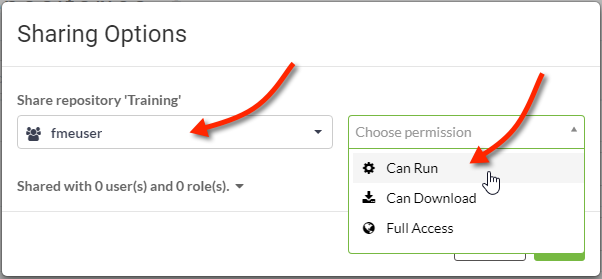 Sharing Options
Share repository 'Training'
fmeuser
Choose permission
Can Run
Shared with 0 user(s) and 0 role(s).
Can Download
Full Access